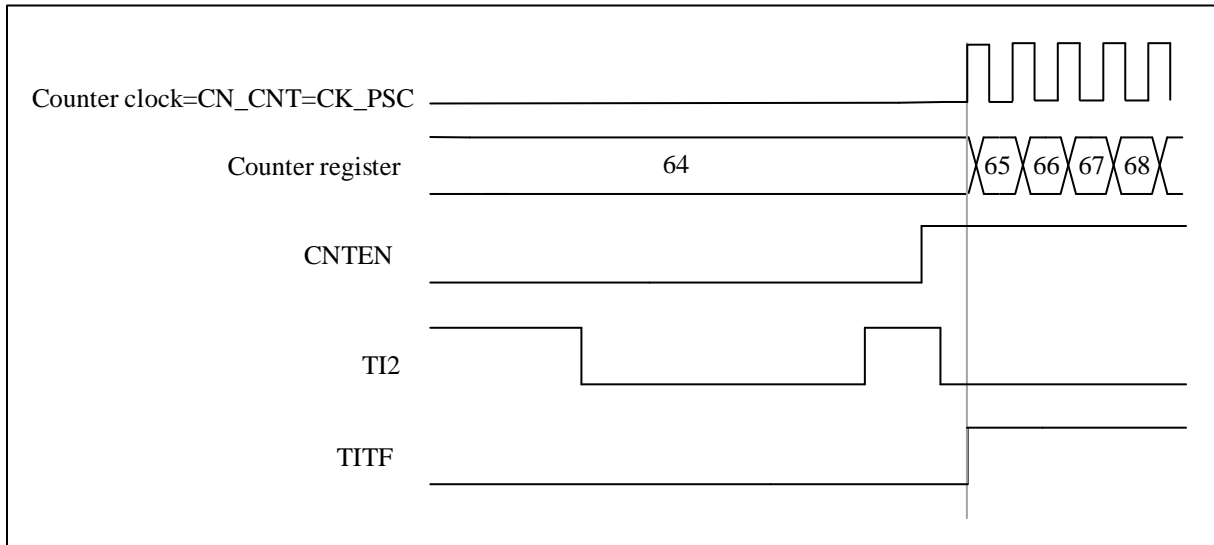 Counter clock=CN_CNT=CK_PSC
Counter register
64
65
66
67
68
CNTEN
TI2
TITF